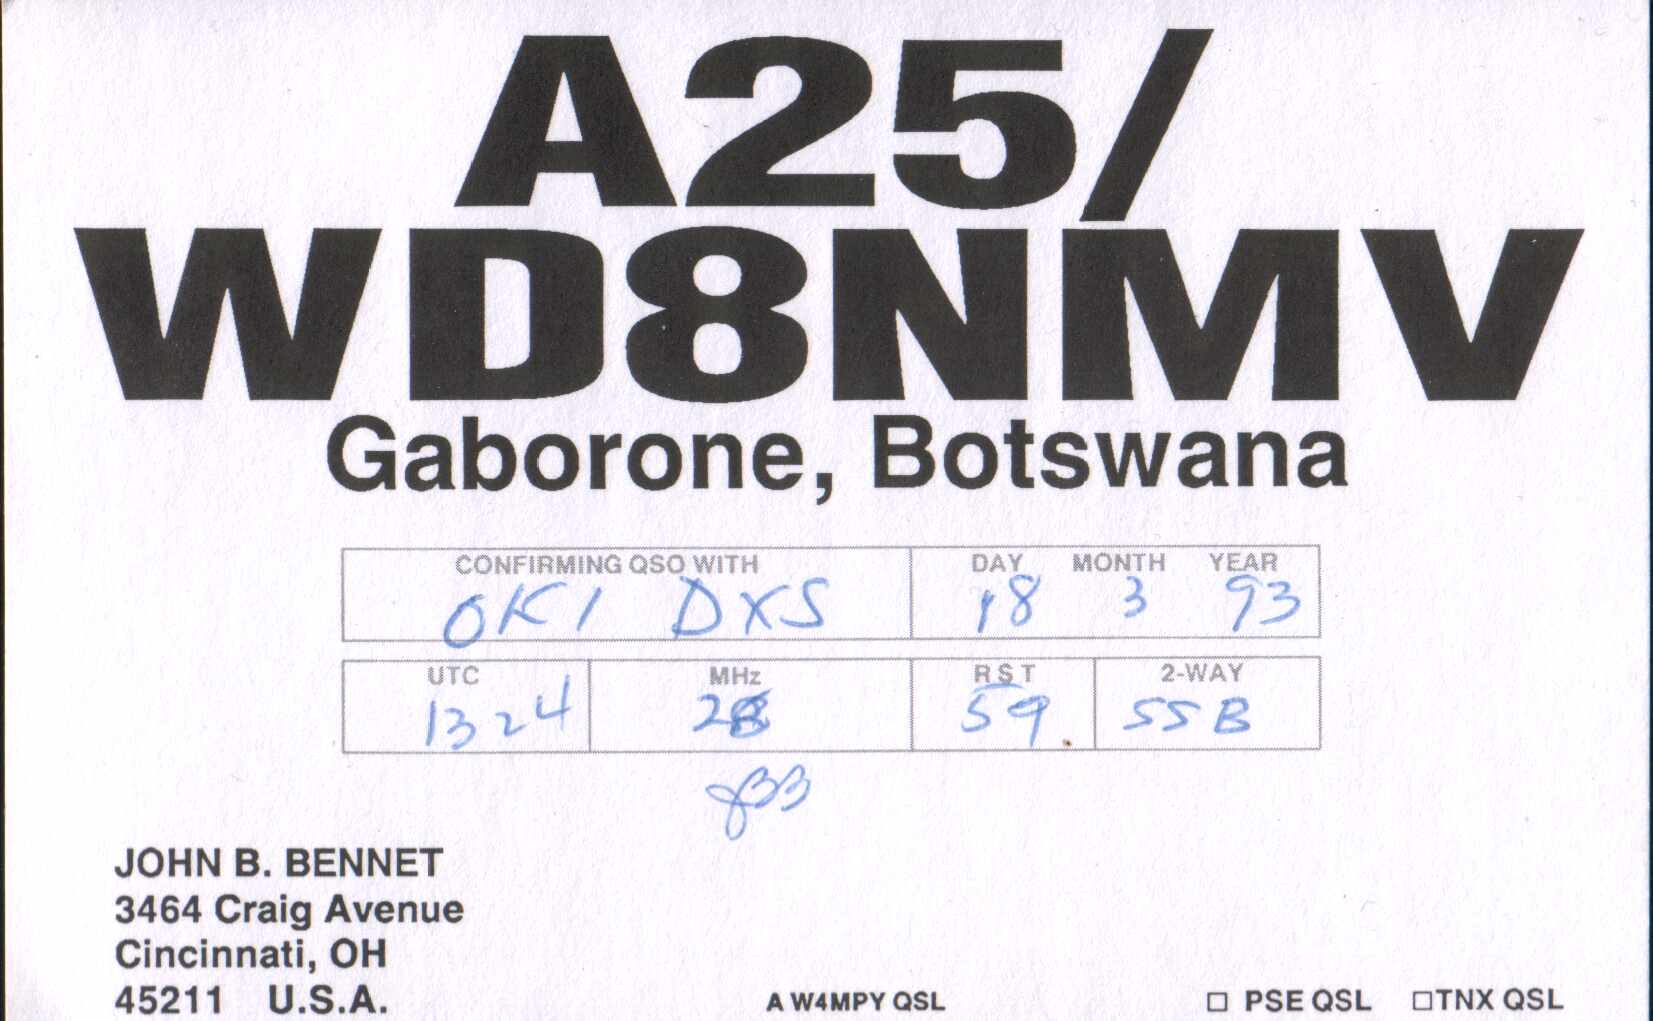 A25/
WD8NMV
Gaborone, Botswana
CONFIRMING QSO WITH DAY MONTH YEAR
OK1 DXS 18 3 93
UTC MHz RST 2-WAY
1324 28 59 SSB
JOHN B. BENNET
3464 Craig Avenue
Cincinnati, OH
45211 U.S.A.
A W4MPY QSL
PSE QSL TNX QSL